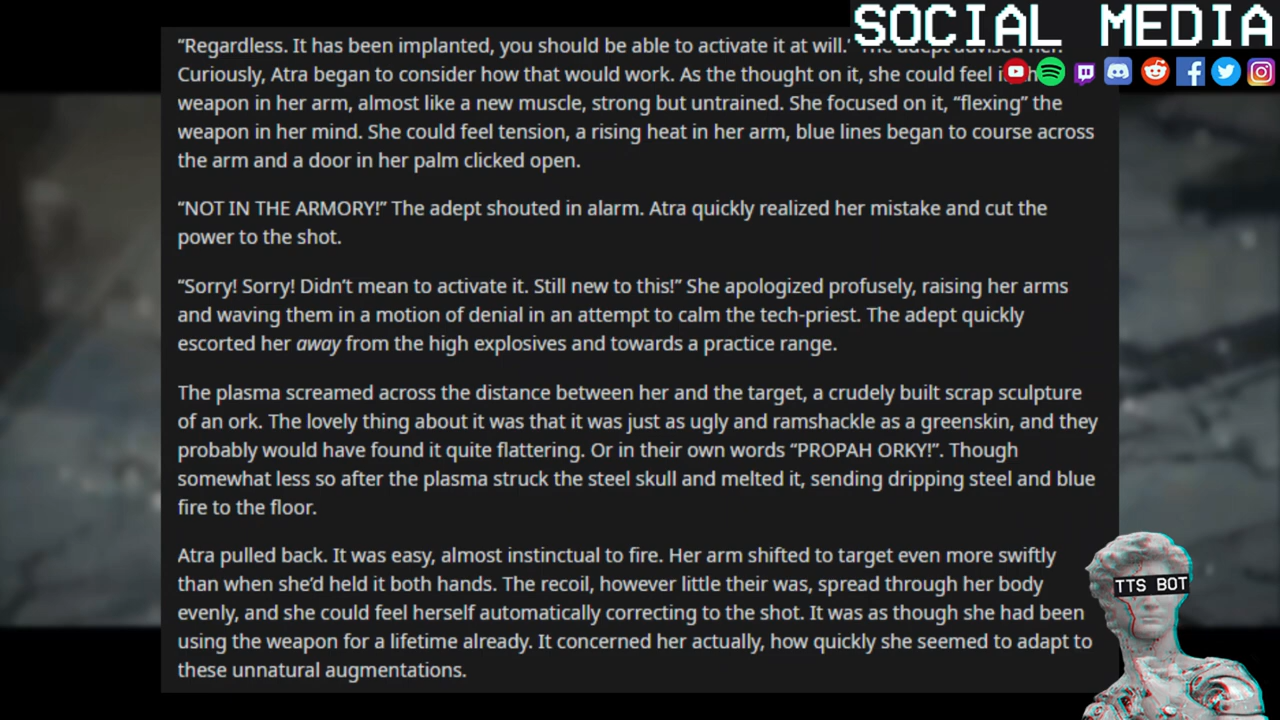 SOCIAL MEDIA
“Regardless. It has been implanted, you should be able to activate it at will.”
Curiously, Atra began to consider how that would work. As the thought on it, she could feel
weapon in her arm, almost like a new muscle, strong but untrained. She focused on it, “flexing” the
weapon in her mind. She could feel tension, a rising heat in her arm, blue lines began to course across
the arm and a door in her palm clicked open.
“NOT IN THE ARMORY!” The adept shouted in alarm. Atra quickly realized her mistake and cut the
power to the shot.
“Sorry! Sorry! Didn’t mean to activate it. Still new to this!” She apologized profusely, raising her arms
and waving them in a motion of denial in an attempt to calm the tech-priest. The adept quickly
escorted her away from the high explosives and towards a practice range.
The plasma screamed across the distance between her and the target, a crudely built scrap sculpture
of an ork. The lovely thing about it was that it was just as ugly and ramshackle as a greenskin, and they
probably would have found it quite flattering. Or in their own words “PROPAH ORKY!”. Though
somewhat less so after the plasma struck the steel skull and melted it, sending dripping steel and blue
fire to the floor.
Atra pulled back. It was easy, almost instinctual to fire. Her arm shifted to target even more swiftly
than when she’d held it both hands. The recoil, however little their was, spread through her body
evenly, and she could feel herself automatically correcting to the shot. It was as though she had been
using the weapon for a lifetime already. It concerned her actually, how quickly she seemed to adapt to
these unnatural augmentations.
TTS BOT